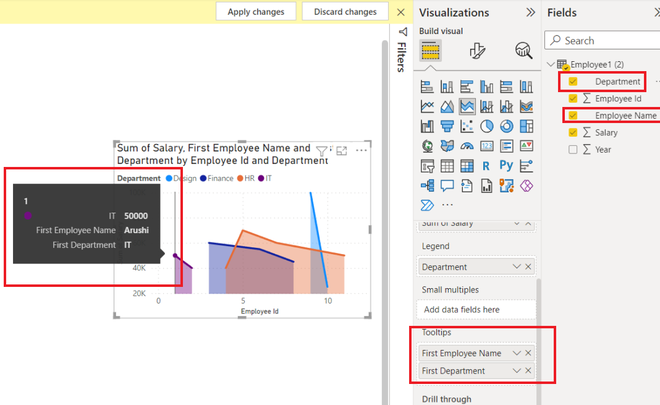 Apply changes
Discard changes
Filters
Visualizations
Build visual
R
Py
Sum of Salary
Legend
Department
Small multiples
Add data fields here
Tooltips
First Employee Name
First Department
Drill through
Fields
Search
Employee1 (2)
Department
Employee Id
Employee Name
Salary
Year
Sum of Salary, First Employee Name and
Department by Employee Id and Department
Department Design Finance HR IT
1
IT 50000
First Employee Name Arushi
First Department IT
40K
20K
0 5 10
Employee Id